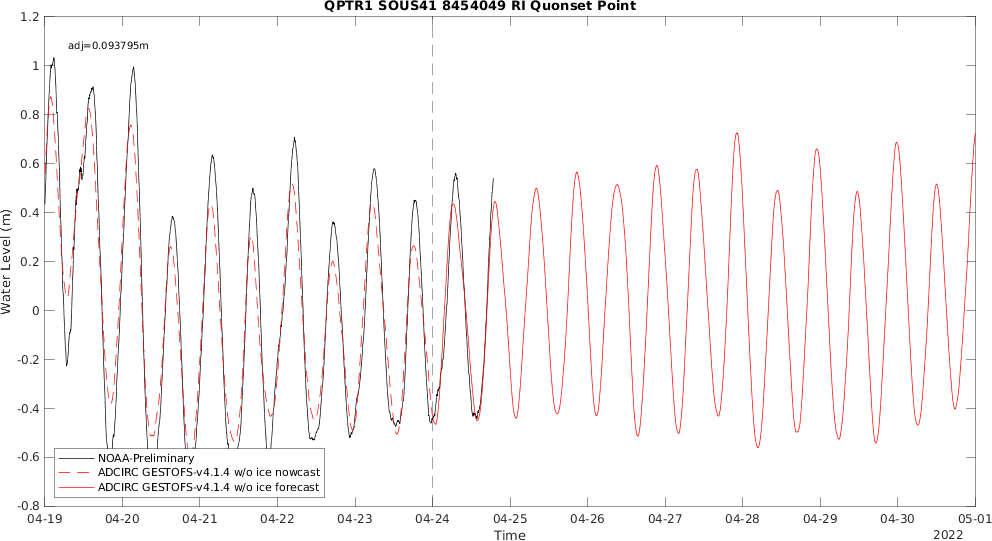 QPTR1 SOUS41 8454049 RI Quonset Point
adj=0.093795m
1.2
1
0.8
0.6
0.4
0.2
0
-0.2
-0.4
-0.6
-0.8
Water Level (m)
NOAA-Preliminary
ADCIRC GESTOFS-v4.1.4 w/o ice nowcast
ADCIRC GESTOFS-v4.1.4 w/o ice forecast
04-19 04-20 04-21 04-22 04-23 04-24 04-25 04-26 04-27 04-28 04-29 04-30 05-01
Time
2022